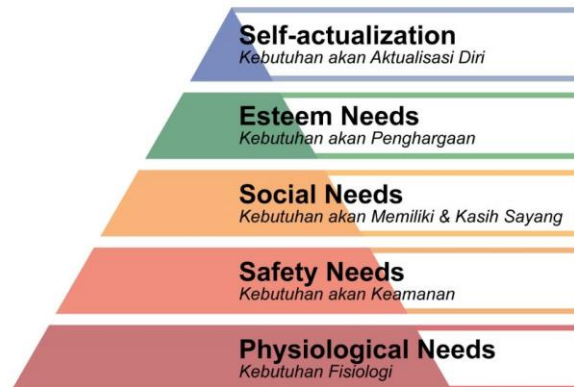 Self-actualization
Kebutuhan akan Aktualisasi Diri
Esteem Needs
Kebutuhan akan Penghargaan
Social Needs
Kebutuhan akan Memiliki & Kasih Sayang
Safety Needs
Kebutuhan akan Keamanan
Physiological Needs
Kebutuhan Fisiologi